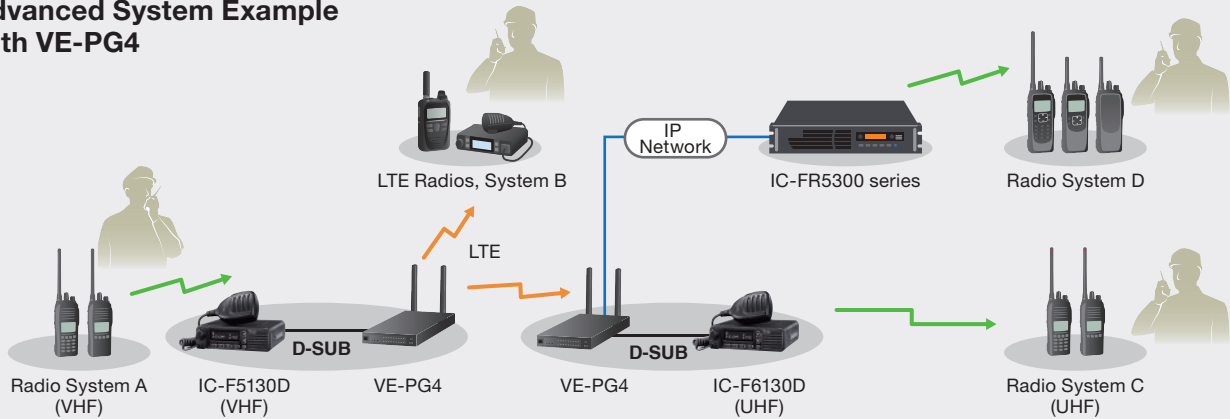 dvanced System Example
th VE-PG4
IP
Network
LTE Radios, System B
IC-FR5300 series
Radio System D
LTE
D-SUB
D-SUB
Radio System A
(VHF)
IC-F5130D
(VHF)
VE-PG4
VE-PG4
IC-F6130D
(UHF)
Radio System C
(UHF)